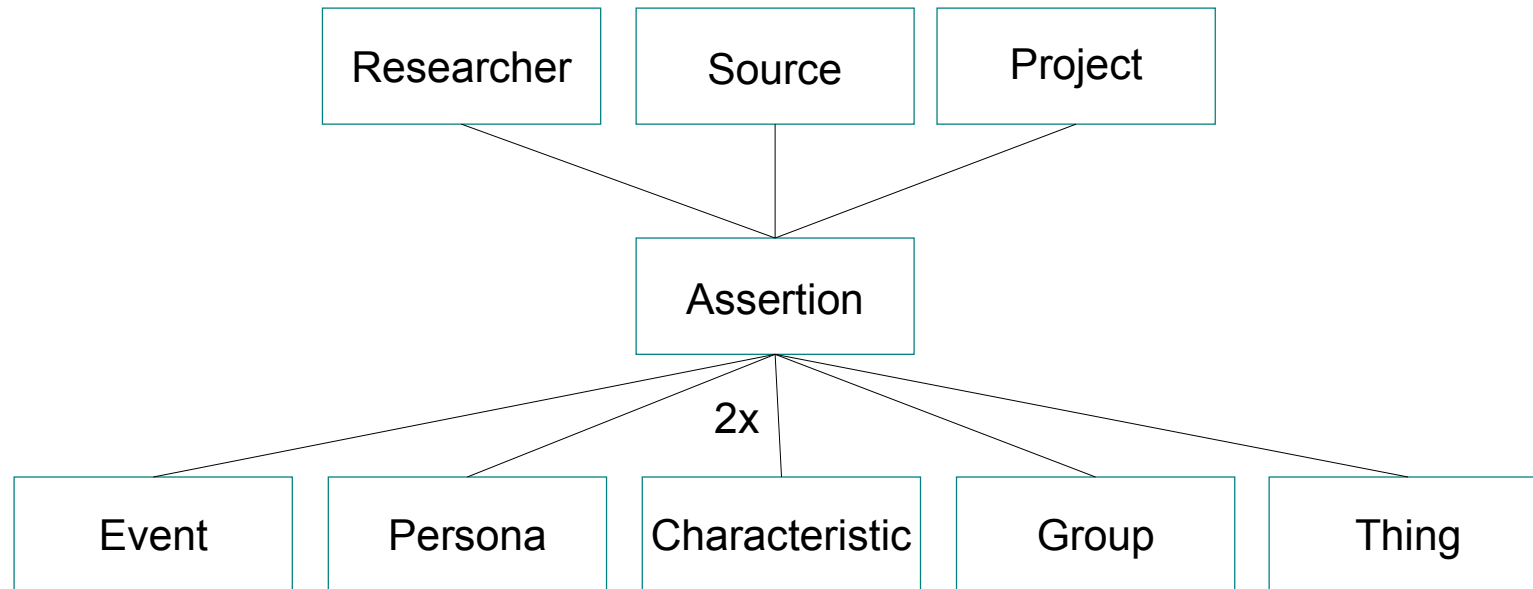 Researcher
Source
Project
Assertion
2x
Event
Persona
Characteristic
Group
Thing